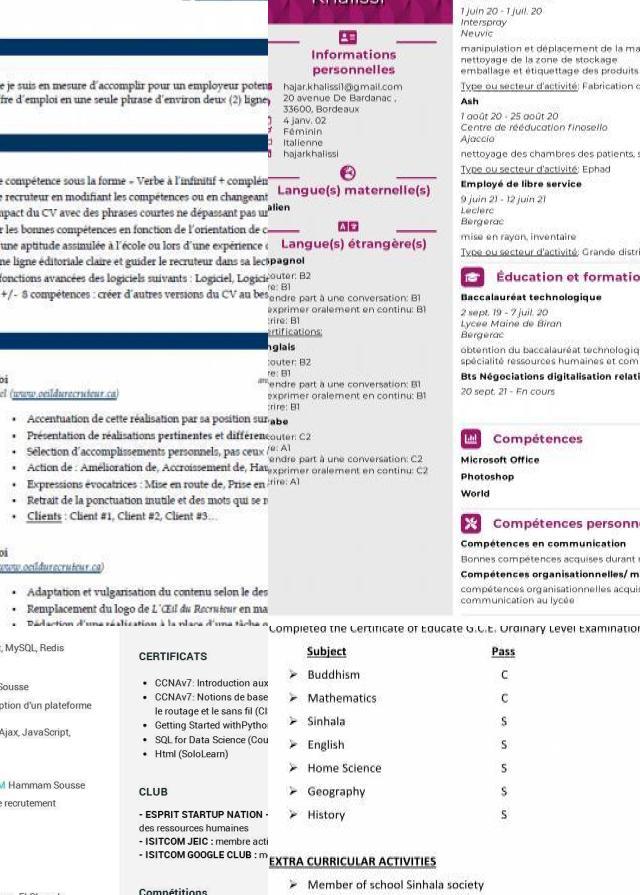 e je suis en mesure d'accomplir pour un employeur poten
fre d'emploi en une seule phrase d'environ deux (2) ligne
e compétence sous la forme « Verbe à l'infinitif + complén
e recruteur en modifiant les compétences ou en changeant
mpact du CV avec des phrases courtes ne dépassant pas un
r les bonnes compétences en fonction de l'orientation de c
une aptitude assimilée à l'école ou lors d'une expérience
ne ligne éditoriale claire et guider le recruteur dans sa lec
fonctions avancées des logiciels suivants : Logiciel, Logici
+/- 8 compétences : créer d'autres versions du CV au bes
oi
el (www.oeildurecruteur.ca)
• Accentuation de cette réalisation par sa position sur
• Présentation de réalisations pertinentes et différen
• Sélection d'accomplissements personnels, pas ceux
• Action de : Amélioration de, Accroissement de, Hau
• Expressions évocatrices : Mise en route de, Prise en
• Retrait de la ponctuation inutile et des mots qui se r
• Clients : Client #1, Client #2, Client #3...
oi
www.oeildurecruteur.ca)
• Adaptation et vulgarisation du contenu selon le des
• Remplacement du logo de L'Œil du Recruteur en ma
• Rédaction d'une réalisation à la place d'une tâche
Khalissi
Informations
personnelles
hajar.khalissi1@gmail.com
20 avenue De Bardanac ,
33600, Bordeaux
4 janv. 02
Féminin
Italienne
hajarkhalissi
Langue(s) maternelle(s)
alien
Langue(s) étrangère(s)
pagnol
outer: B2
re: B1
endre part à une conversation: B1
exprimer oralement en continu: B1
crire: B1
ertifications:
nglais
outer: B2
re: B1
endre part à une conversation: B1
exprimer oralement en continu: B1
crire: B1
abe
couter: C2
re: A1
endre part à une conversation: C2
exprimer oralement en continu: C2
crire: A1
1 juin 20 - 1 juil. 20
Interspray
Neuvic
manipulation et déplacement de la ma
nettoyage de la zone de stockage
emballage et étiquettage des produits
Type ou secteur d'activité: Fabrication d
Ash
1 août 20 - 25 août 20
Centre de rééducation finosello
Ajaccio
nettoyage des chambres des patients, s
Type ou secteur d'activité: Ephad
Employé de libre service
9 juin 21 - 12 juin 21
Leclerc
Bergerac
mise en rayon, inventaire
Type ou secteur d'activité: Grande distri
Éducation et formatio
Baccalauréat technologique
2 sept. 19 - 7 juil. 20
Lycee Maine de Biran
Bergerac
obtention du baccalauréat technologiq
spécialité ressources humaines et com
Bts Négociations digitalisation relati
20 sept. 21 - En cours
Compétences
Microsoft Office
Photoshop
World
Compétences personn
Compétences en communication
Bonnes compétences acquises durant
Compétences organisationnelles/ m
compétences organisationnelles acquis
communication au lycée
t, MySQL, Redis
Sousse
ption d'un plateforme
Ajax, JavaScript,
M Hammam Sousse
e recrutement
CERTIFICATS
• CCNAv7: Introduction aux
• CCNAv7: Notions de base
le routage et le sans fil (CI
• Getting Started withPytho
• SQL for Data Science (Cou
• Html (SoloLearn)
CLUB
- ESPRIT STARTUP NATION -
des ressources humaines
- ISITCOM JEIC : membre acti
- ISITCOM GOOGLE CLUB : m
Compétitions
Completed the Certificate of Educate G.C.E. Ordinary Level Examination
Subject Pass
➢ Buddhism C
➢ Mathematics C
➢ Sinhala S
➢ English S
➢ Home Science S
➢ Geography S
➢ History S
EXTRA CURRICULAR ACTIVITIES
➢ Member of school Sinhala society